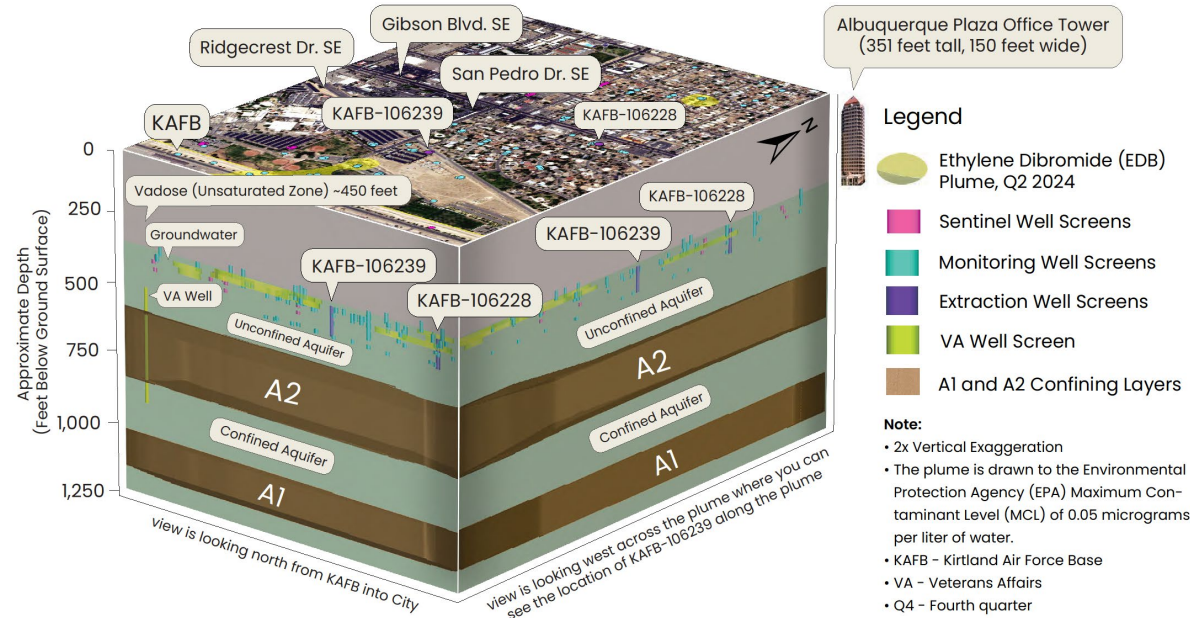 Gibson Blvd. SE
Ridgecrest Dr. SE
San Pedro Dr. SE
KAFB-106239
KAFB-106228
KAFB
Albuquerque Plaza Office Tower
(351 feet tall, 150 feet wide)
N
Approximate Depth
(Feet Below Ground Surface)
0
250
500
750
1,000
1,250
Vadose (Unsaturated Zone) ~450 feet
Groundwater
VA Well
KAFB-106239
KAFB-106228
Unconfined Aquifer
A2
Confined Aquifer
A1
view is looking north from KAFB into City
KAFB-106228
KAFB-106239
Unconfined Aquifer
A2
Confined Aquifer
A1
view is looking west across the plume where you can
see the location of KAFB-106239 along the plume
Legend
Ethylene Dibromide (EDB)
Plume, Q2 2024
Sentinel Well Screens
Monitoring Well Screens
Extraction Well Screens
VA Well Screen
A1 and A2 Confining Layers
Note:
• 2x Vertical Exaggeration
• The plume is drawn to the Environmental
Protection Agency (EPA) Maximum Con-
taminant Level (MCL) of 0.05 micrograms
per liter of water.
• KAFB - Kirtland Air Force Base
• VA - Veterans Affairs
• Q4 - Fourth quarter